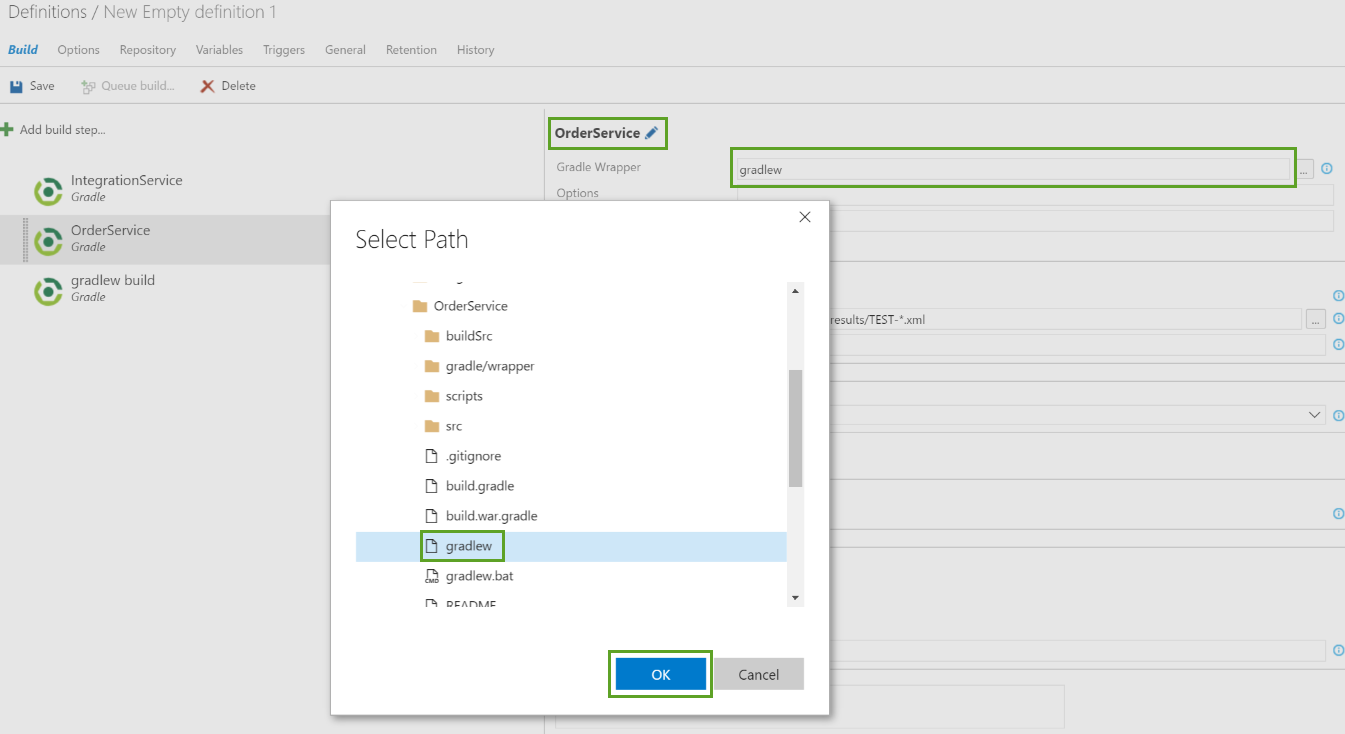 Definitions / New Empty definition 1
Build Options Repository Variables Triggers General Retention History
Save Queue build... Delete
Add build step...
IntegrationService
Gradle
OrderService
Gradle
gradlew build
Gradle
OrderService
Gradle Wrapper
gradlew
...
Options
results/TEST-*.xml
...
Select Path
OrderService
buildSrc
gradle/wrapper
scripts
src
.gitignore
build.gradle
build.war.gradle
gradlew
gradlew.bat
README
OK Cancel